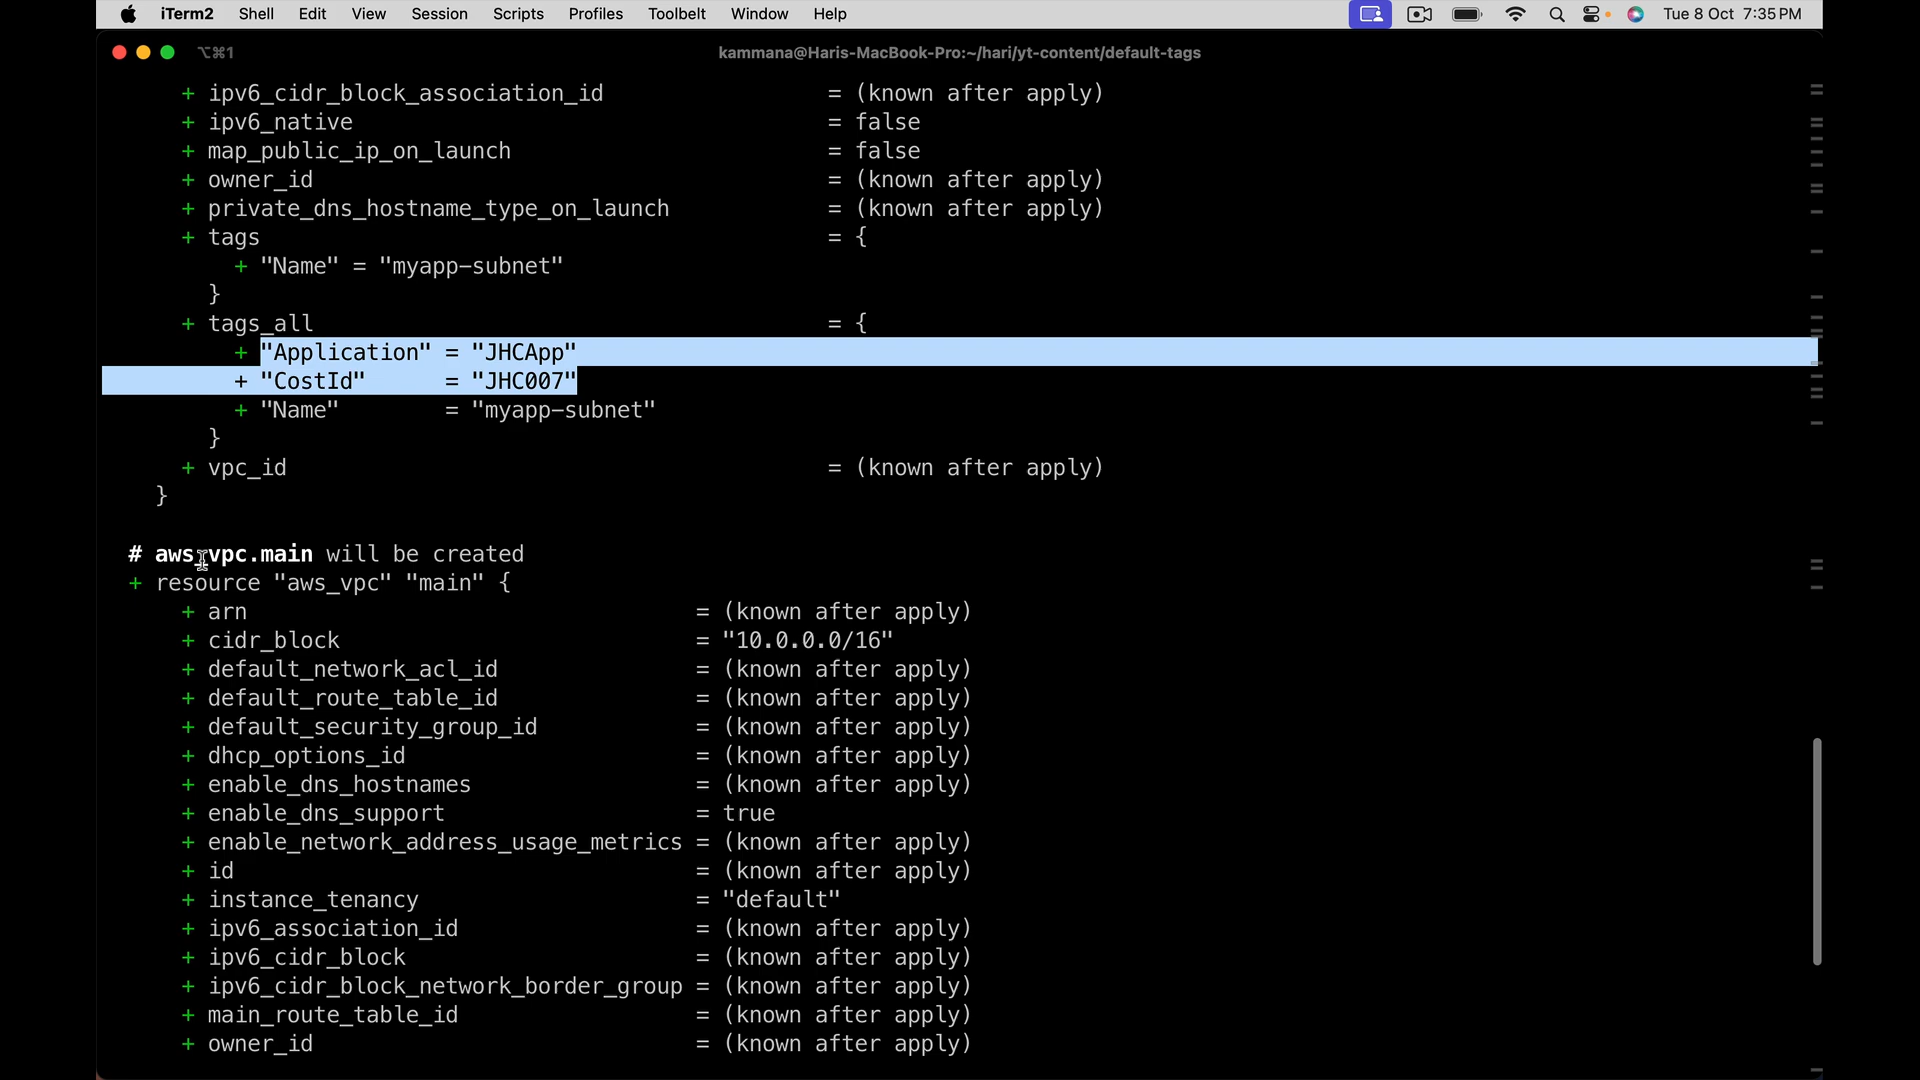 iTerm2 Shell Edit View Session Scripts Profiles Toolbelt Window Help Tue 8 Oct 7:35 PM
⌥⌘1 kammana@Haris-MacBook-Pro:~/hari/yt-content/default-tags
+ ipv6_cidr_block_association_id = (known after apply)
+ ipv6_native = false
+ map_public_ip_on_launch = false
+ owner_id = (known after apply)
+ private_dns_hostname_type_on_launch = (known after apply)
+ tags = {
+ "Name" = "myapp-subnet"
}
+ tags_all = {
+ "Application" = "JHCApp"
+ "CostId" = "JHC007"
+ "Name" = "myapp-subnet"
}
+ vpc_id = (known after apply)
}
# aws_vpc.main will be created
+ resource "aws_vpc" "main" {
+ arn = (known after apply)
+ cidr_block = "10.0.0.0/16"
+ default_network_acl_id = (known after apply)
+ default_route_table_id = (known after apply)
+ default_security_group_id = (known after apply)
+ dhcp_options_id = (known after apply)
+ enable_dns_hostnames = (known after apply)
+ enable_dns_support = true
+ enable_network_address_usage_metrics = (known after apply)
+ id = (known after apply)
+ instance_tenancy = "default"
+ ipv6_association_id = (known after apply)
+ ipv6_cidr_block = (known after apply)
+ ipv6_cidr_block_network_border_group = (known after apply)
+ main_route_table_id = (known after apply)
+ owner_id = (known after apply)